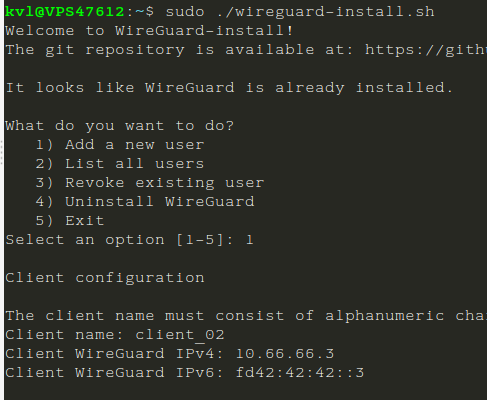 kvl@VPS47612:~$ sudo ./wireguard-install.sh
Welcome to WireGuard-install!
The git repository is available at: https://gith
It looks like WireGuard is already installed.
What do you want to do?
1) Add a new user
2) List all users
3) Revoke existing user
4) Uninstall WireGuard
5) Exit
Select an option [1-5]: 1
Client configuration
The client name must consist of alphanumeric cha
Client name: client_02
Client WireGuard IPv4: 10.66.66.3
Client WireGuard IPv6: fd42:42:42::3